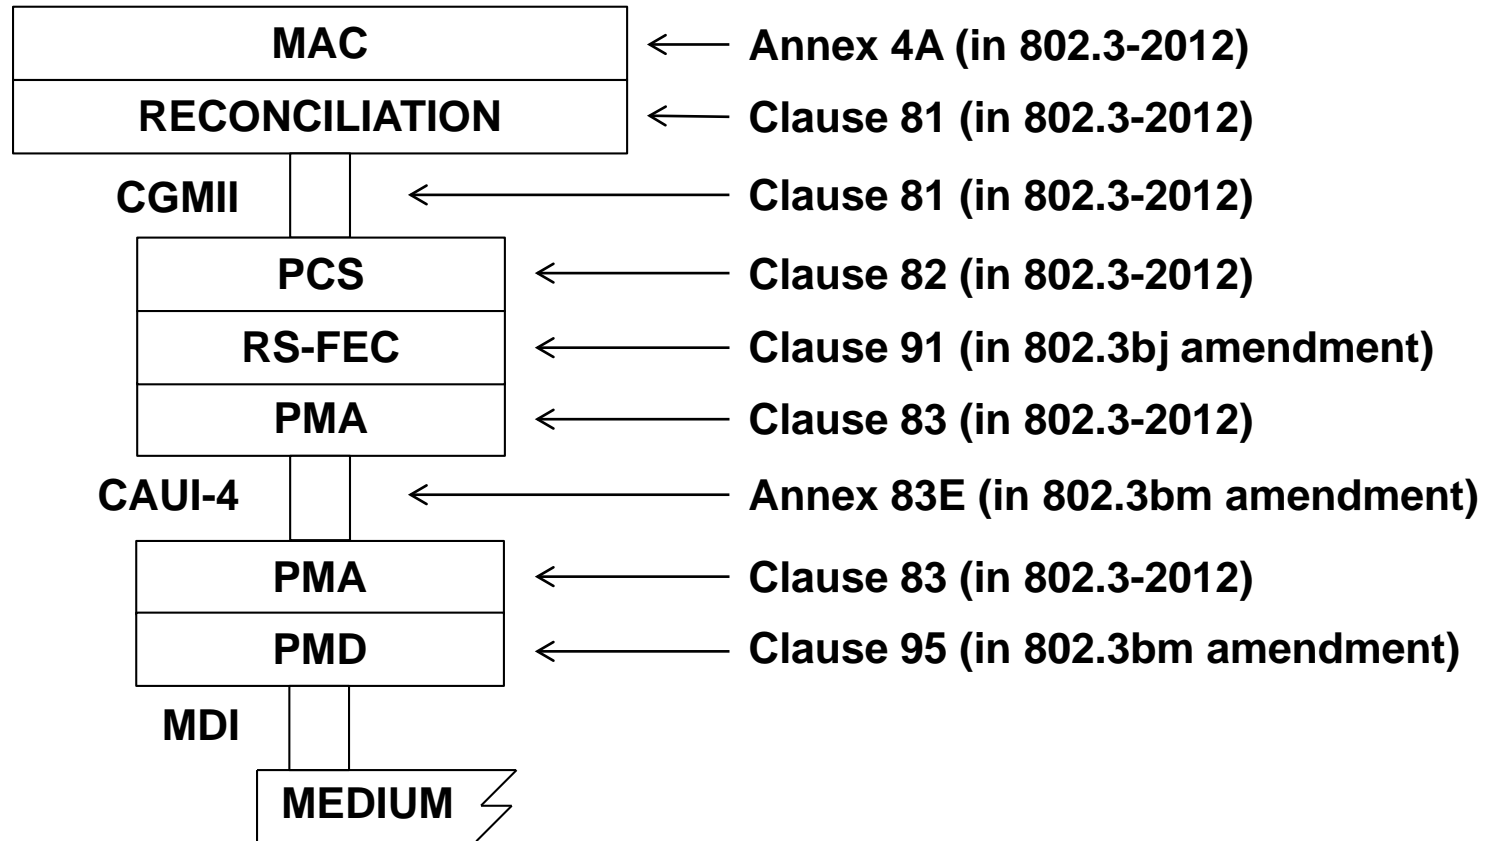 MAC Annex 4A (in 802.3-2012)
RECONCILIATION Clause 81 (in 802.3-2012)
CGMII Clause 81 (in 802.3-2012)
PCS Clause 82 (in 802.3-2012)
RS-FEC Clause 91 (in 802.3bj amendment)
PMA Clause 83 (in 802.3-2012)
CAUI-4 Annex 83E (in 802.3bm amendment)
PMA Clause 83 (in 802.3-2012)
PMD Clause 95 (in 802.3bm amendment)
MDI
MEDIUM